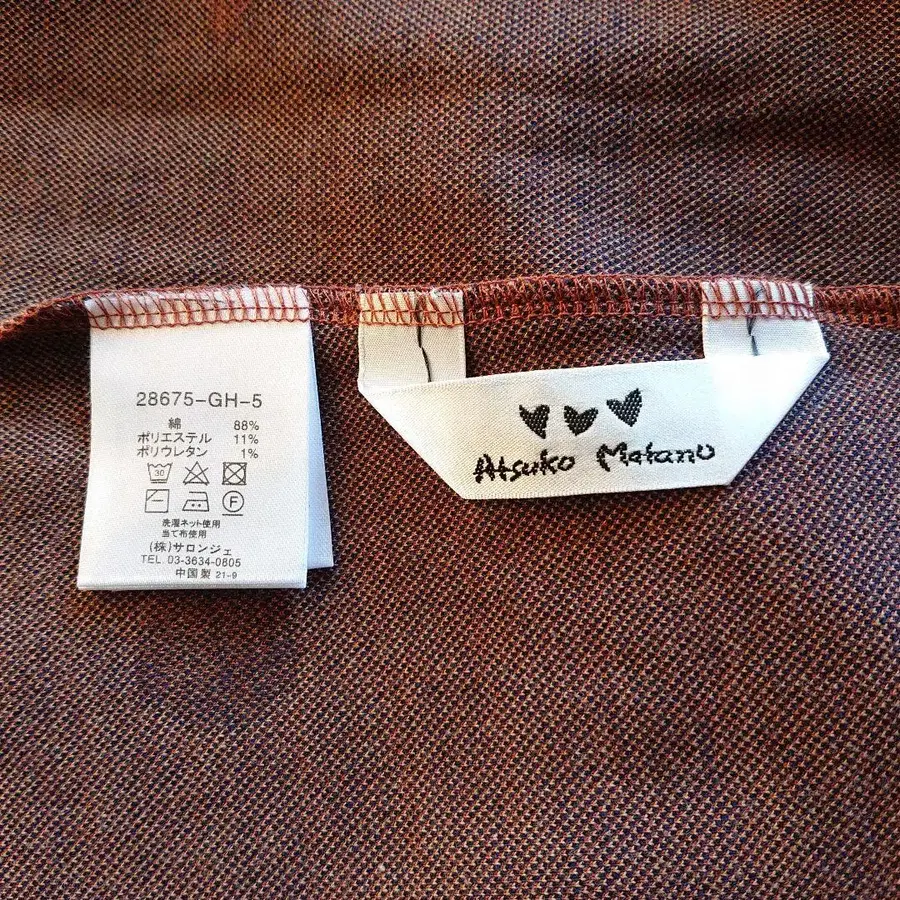 28675-GH-5
綿 88%
ポリエステル 11%
ポリウレタン 1%
30
F
洗濯ネット使用
当て布使用
(株)サロンジェ
TEL. 03-3634-0805
中国製 21-9
Atsuko Matano